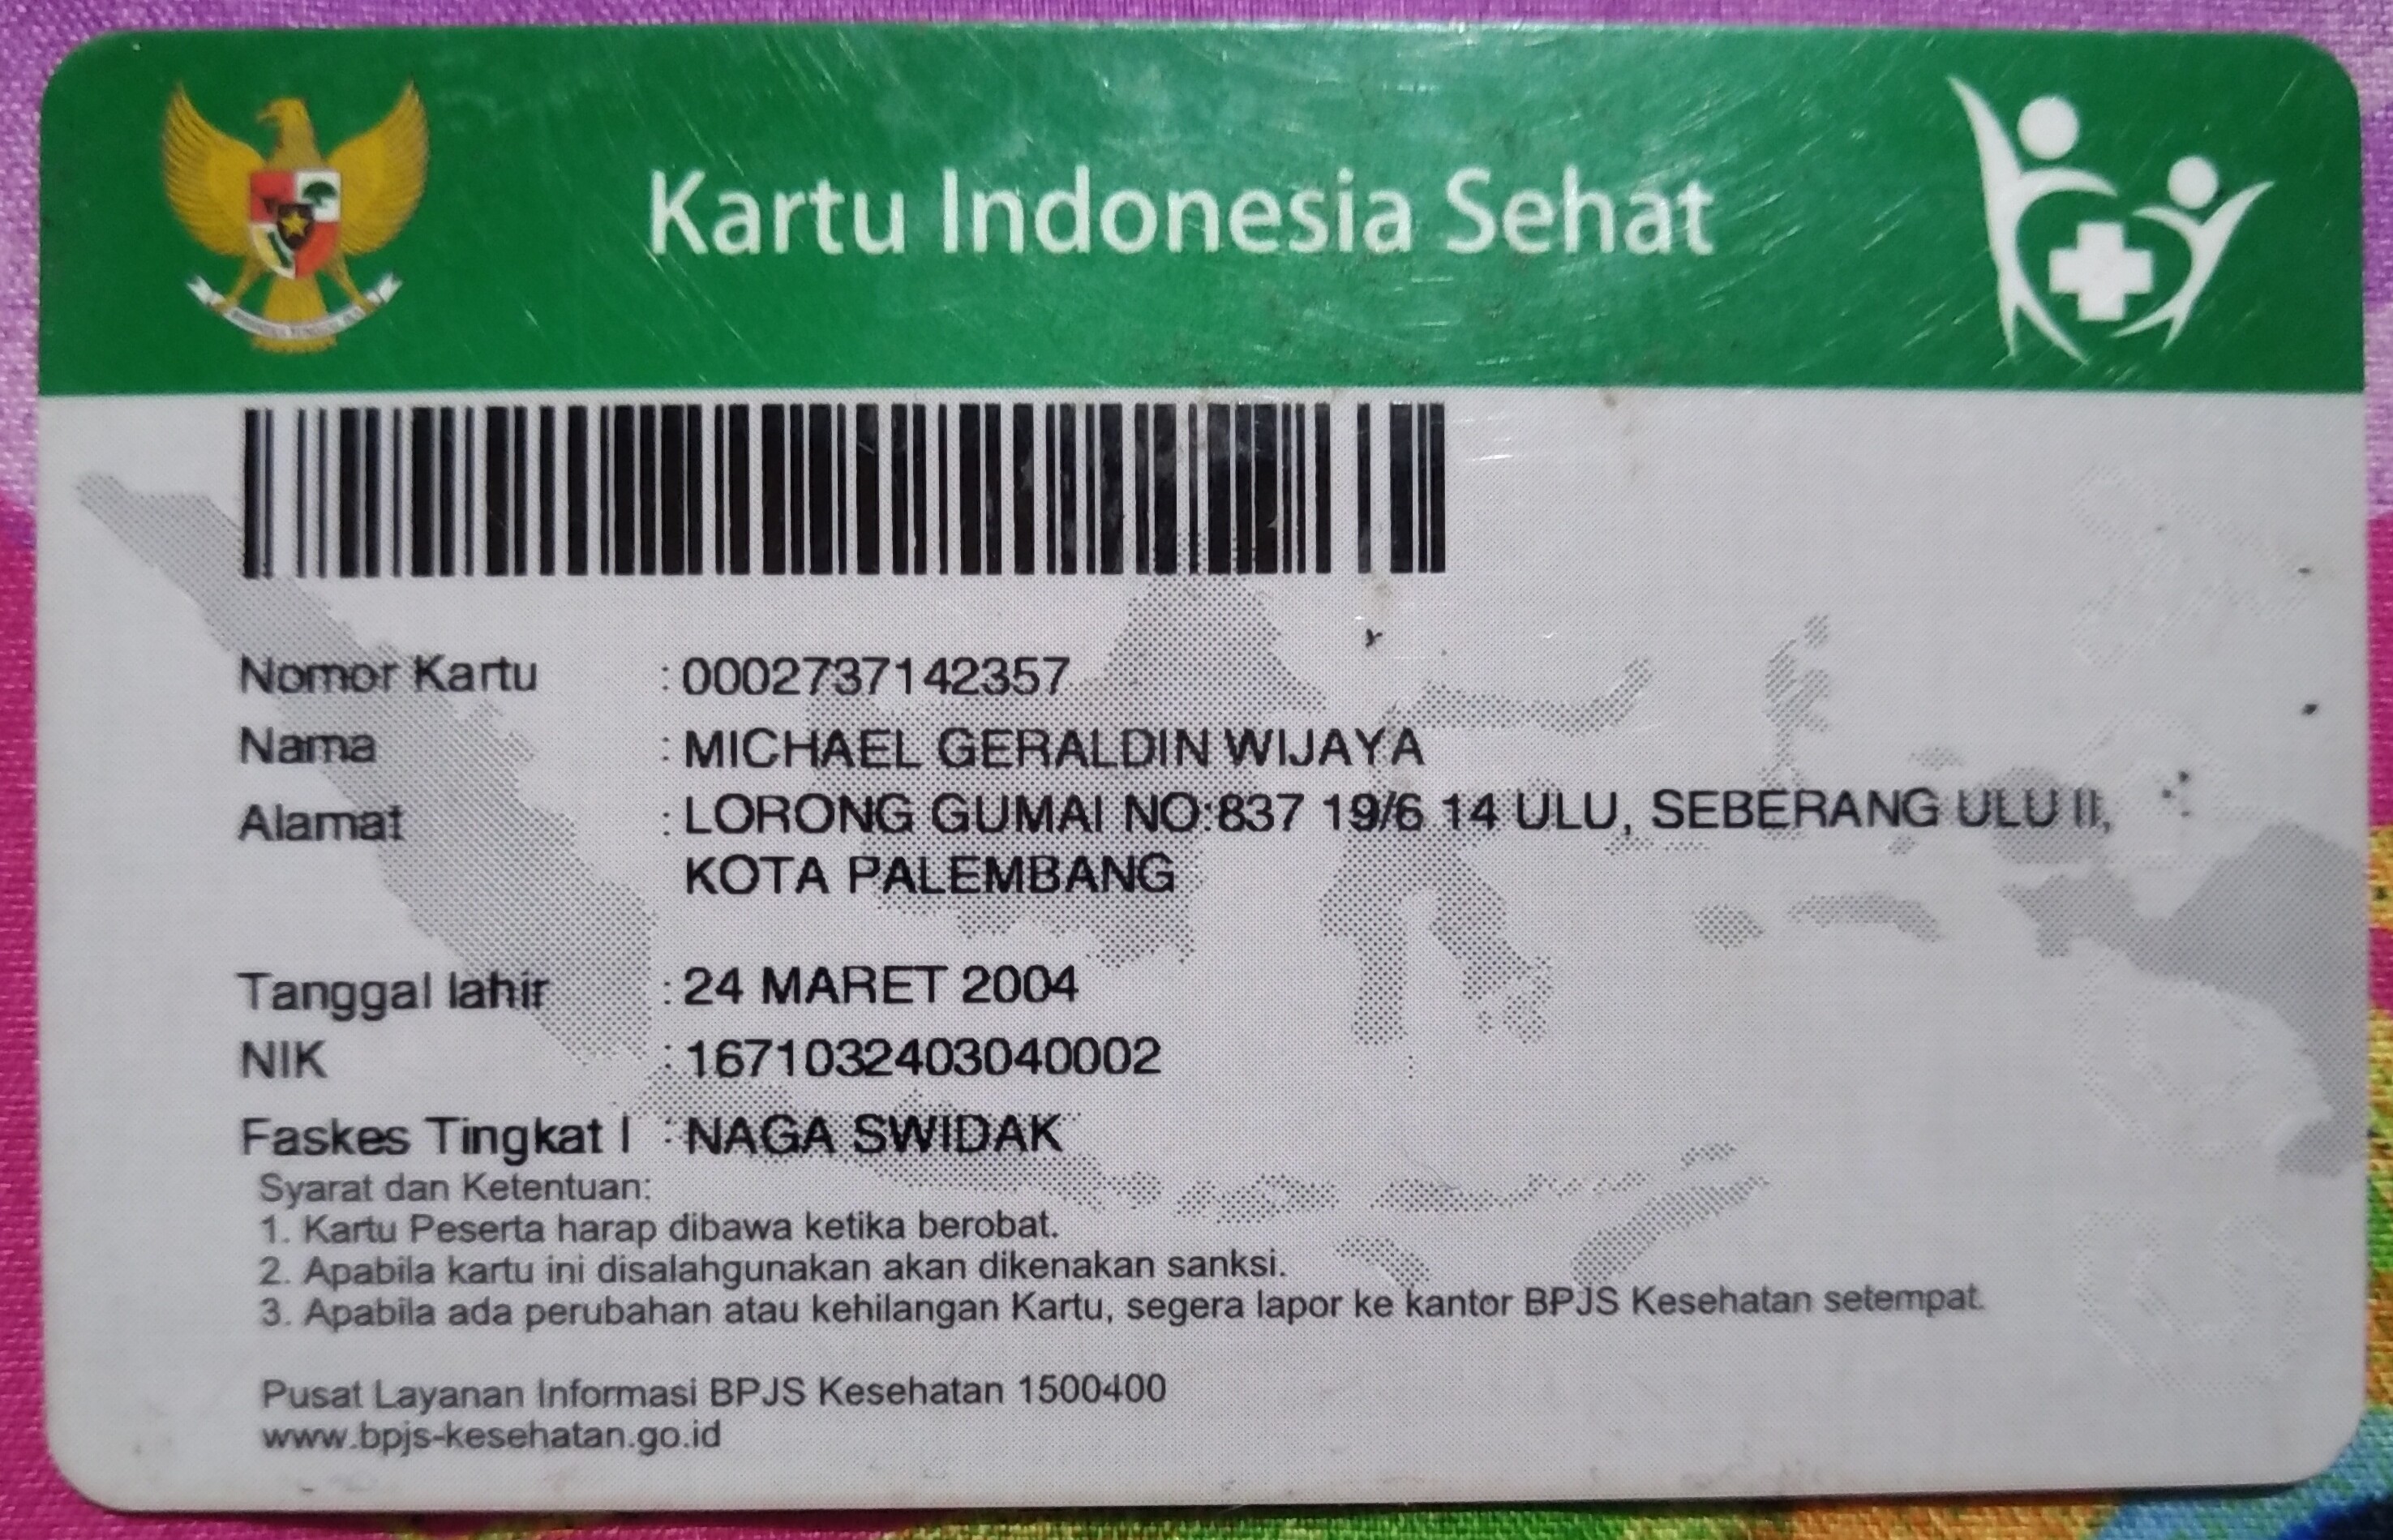 Kartu Indonesia Sehat
Nomor Kartu : 0002737142357
Nama : MICHAEL GERALDIN WIJAYA
Alamat : LORONG GUMAI NO:837 19/6 14 ULU, SEBERANG ULU II,
KOTA PALEMBANG
Tanggal lahir : 24 MARET 2004
NIK : 1671032403040002
Faskes Tingkat I : NAGA SWIDAK
Syarat dan Ketentuan:
1. Kartu Peserta harap dibawa ketika berobat.
2. Apabila kartu ini disalahgunakan akan dikenakan sanksi.
3. Apabila ada perubahan atau kehilangan Kartu, segera lapor ke kantor BPJS Kesehatan setempat.
Pusat Layanan Informasi BPJS Kesehatan 1500400
www.bpjs-kesehatan.go.id